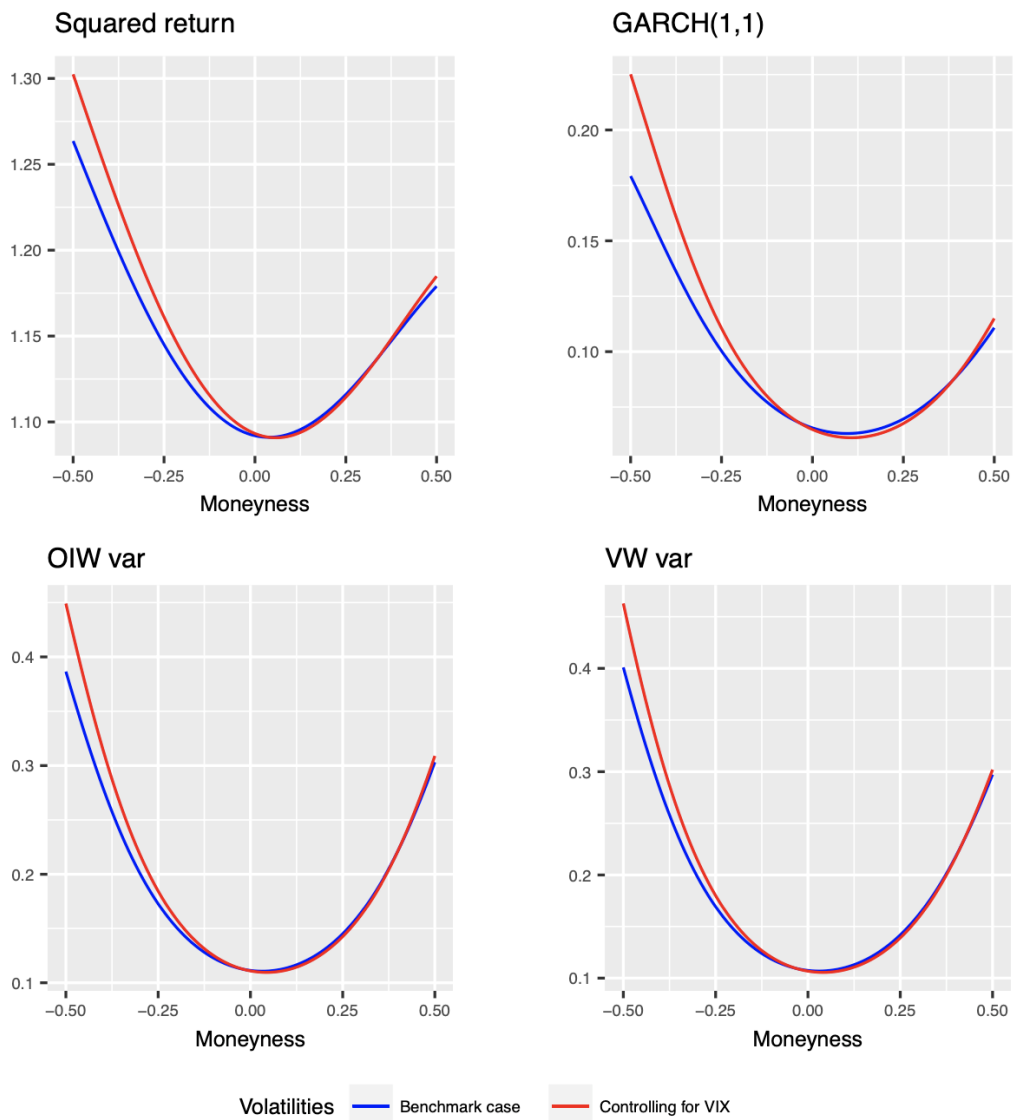 Squared return
GARCH(1,1)
1.30
1.25
1.20
1.15
1.10
−0.50 −0.25 0.00 0.25 0.50
Moneyness
0.20
0.15
0.10
−0.50 −0.25 0.00 0.25 0.50
Moneyness
OIW var
VW var
0.4
0.3
0.2
0.1
−0.50 −0.25 0.00 0.25 0.50
Moneyness
0.4
0.3
0.2
0.1
−0.50 −0.25 0.00 0.25 0.50
Moneyness
Volatilities Benchmark case Controlling for VIX